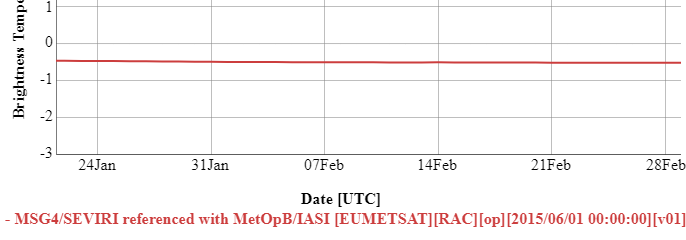 1
0
-1
-2
-3
Brightness
24Jan 31Jan 07Feb 14Feb 21Feb 28Feb
Date [UTC]
- MSG4/SEVIRI referenced with MetOpB/IASI [EUMETSAT][RAC][op][2015/06/01 00:00:00][v01]